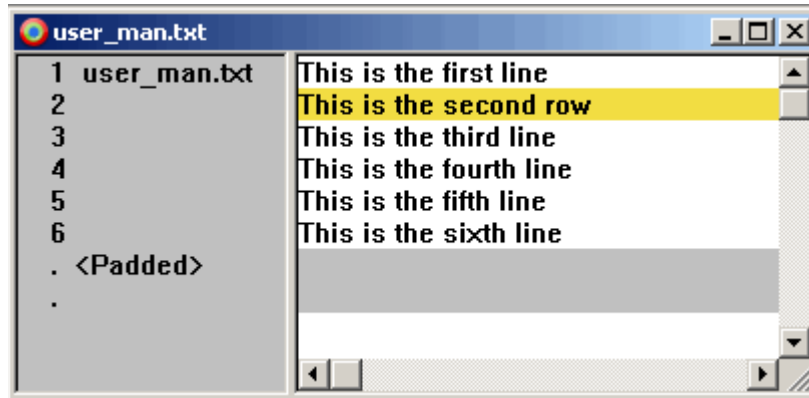 user_man.txt
1 user_man.txt This is the first line
2 This is the second row
3 This is the third line
4 This is the fourth line
5 This is the fifth line
6 This is the sixth line
. <Padded>
.